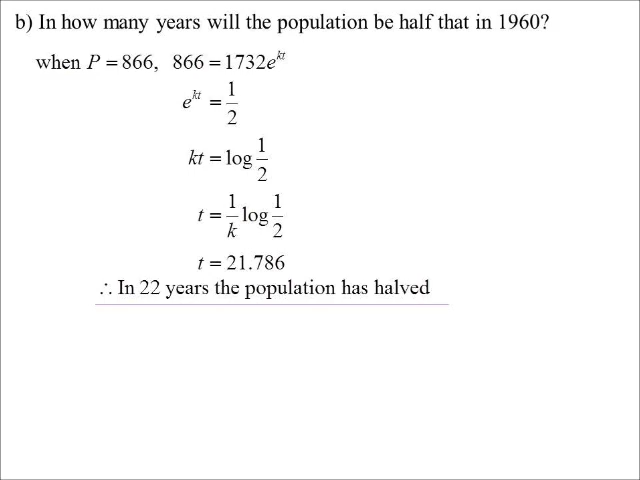 b) In how many years will the population be half that in 1960?
when P = 866, 866 = 1732e^{kt}
e^{kt} = 1/2
kt = log 1/2
t = 1/k log 1/2
t = 21.786
∴ In 22 years the population has halved